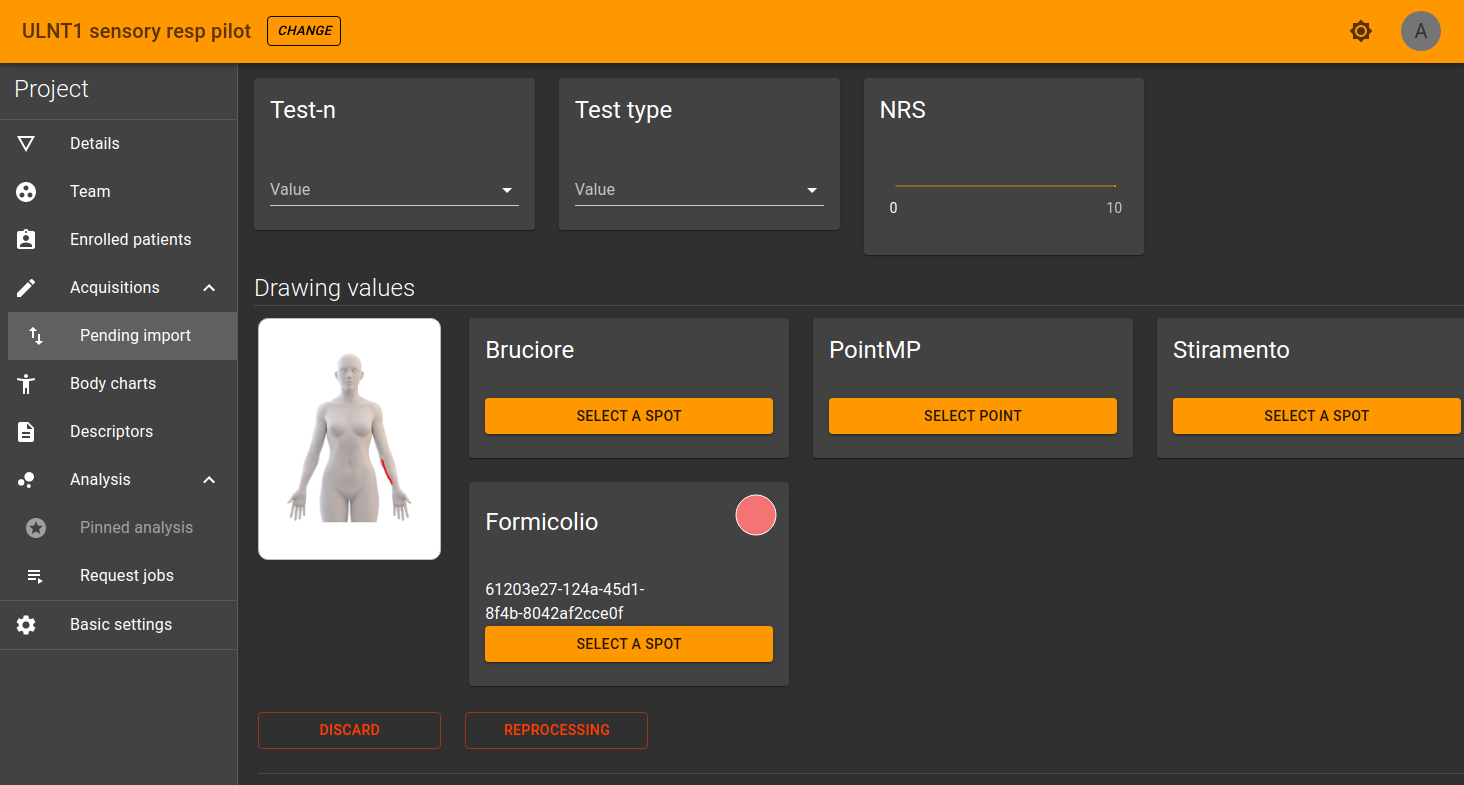 ULNT1 sensory resp pilot
CHANGE
A
Project
Details
Team
Enrolled patients
Acquisitions
Pending import
Body charts
Descriptors
Analysis
Pinned analysis
Request jobs
Basic settings
Test-n
Value
Test type
Value
NRS
0 10
Drawing values
Bruciore
SELECT A SPOT
PointMP
SELECT POINT
Stiramento
SELECT A SPOT
Formicolio
61203e27-124a-45d1-
8f4b-8042af2cce0f
SELECT A SPOT
DISCARD
REPROCESSING